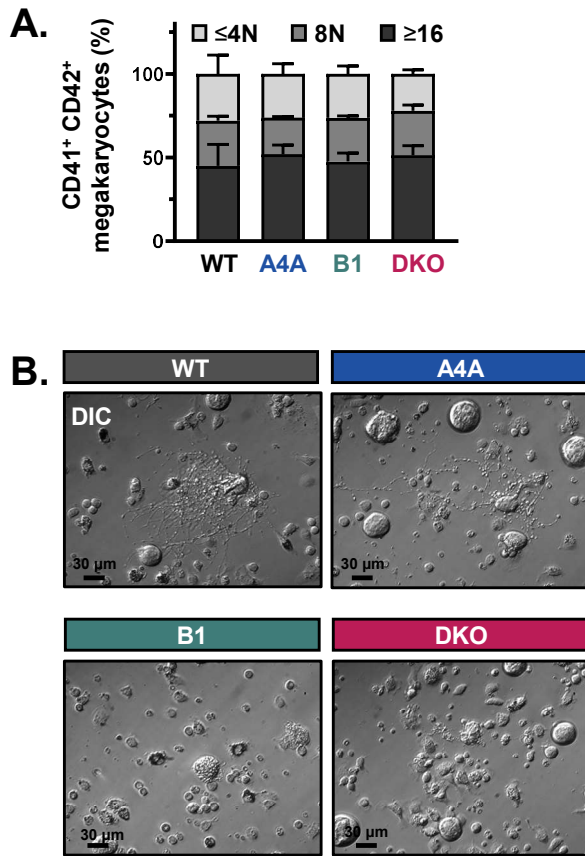 A.
≤4N 8N ≥16
CD41⁺ CD42⁺
megakaryocytes (%)
100
50
0
WT A4A B1 DKO
B.
WT A4A
DIC
30 µm 30 µm
B1 DKO
30 µm 30 µm